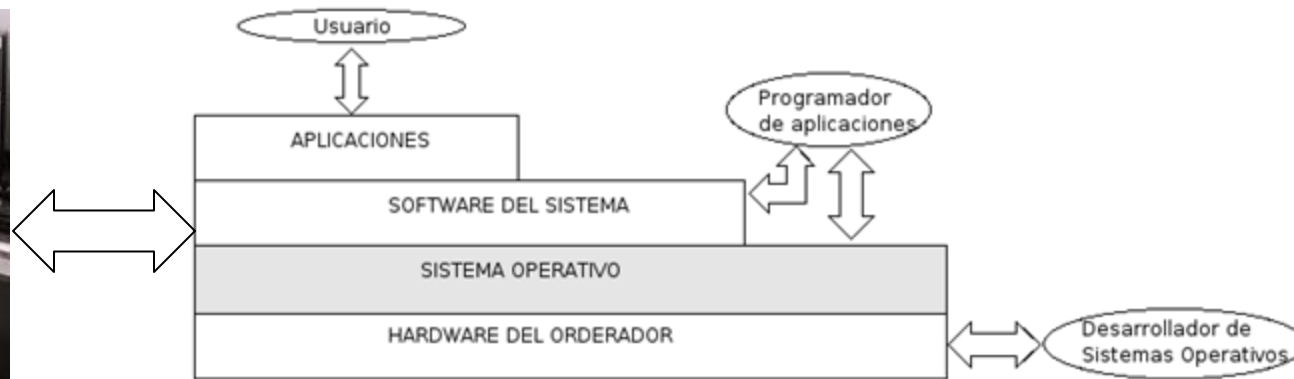 Usuario
Programador
de aplicaciones
APLICACIONES
SOFTWARE DEL SISTEMA
SISTEMA OPERATIVO
HARDWARE DEL ORDERADOR
Desarrollador de
Sistemas Operativos